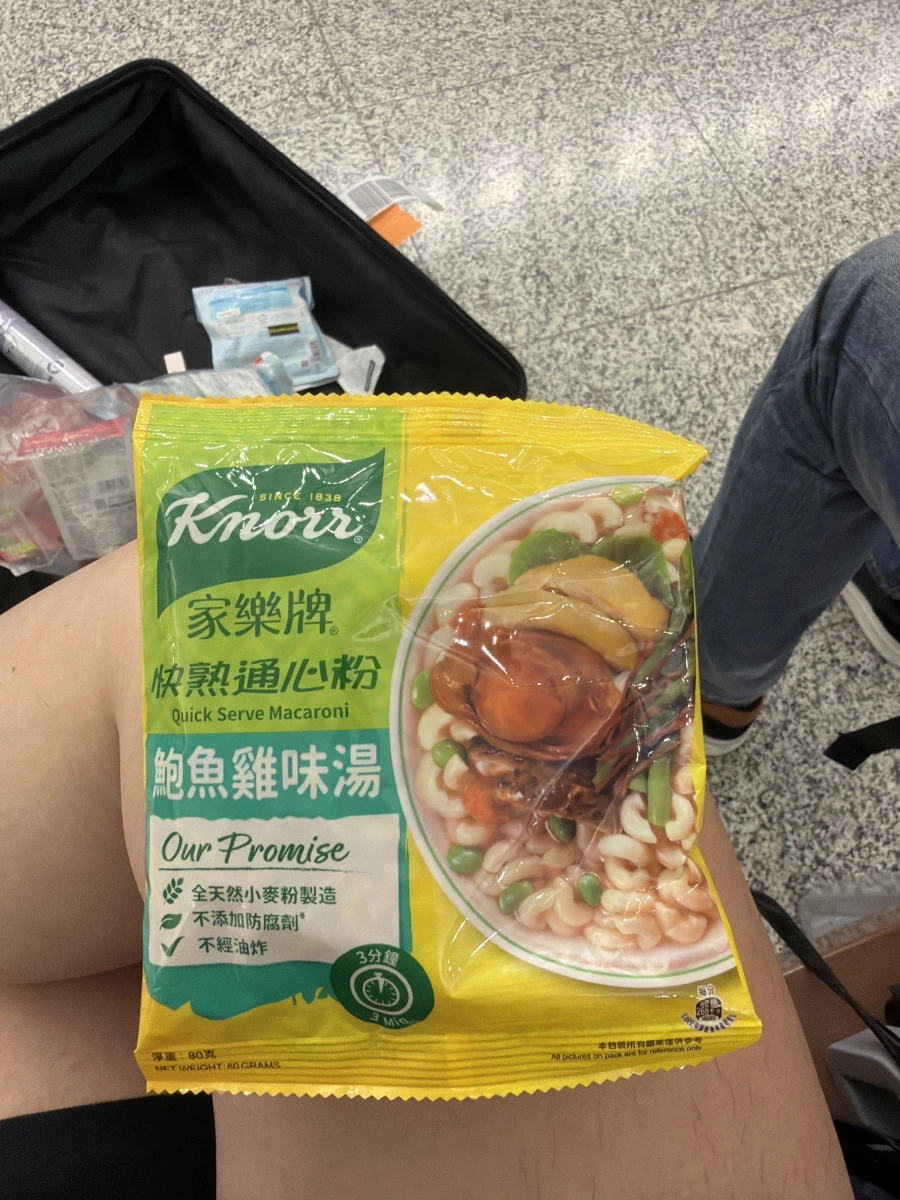 SINCE 1838
Knorr®
家樂牌®
快熟通心粉
Quick Serve Macaroni
鮑魚雞味湯
Our Promise
全天然小麥粉製造
不添加防腐劑*
不經油炸
3分鐘
3 Min
淨重：80克
NET WEIGHT: 80 GRAMS
每分
本包裝所有圖案僅供參考
All pictures on pack are for reference only